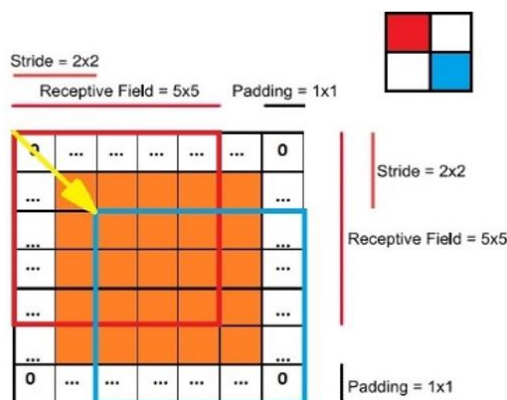 Stride = 2x2
Receptive Field = 5x5 Padding = 1x1
0 ... ... ... ... ... 0
... ...
... ...
... ...
... ...
... ...
0 ... ... ... ... ... 0
Stride = 2x2
Receptive Field = 5x5
Padding = 1x1